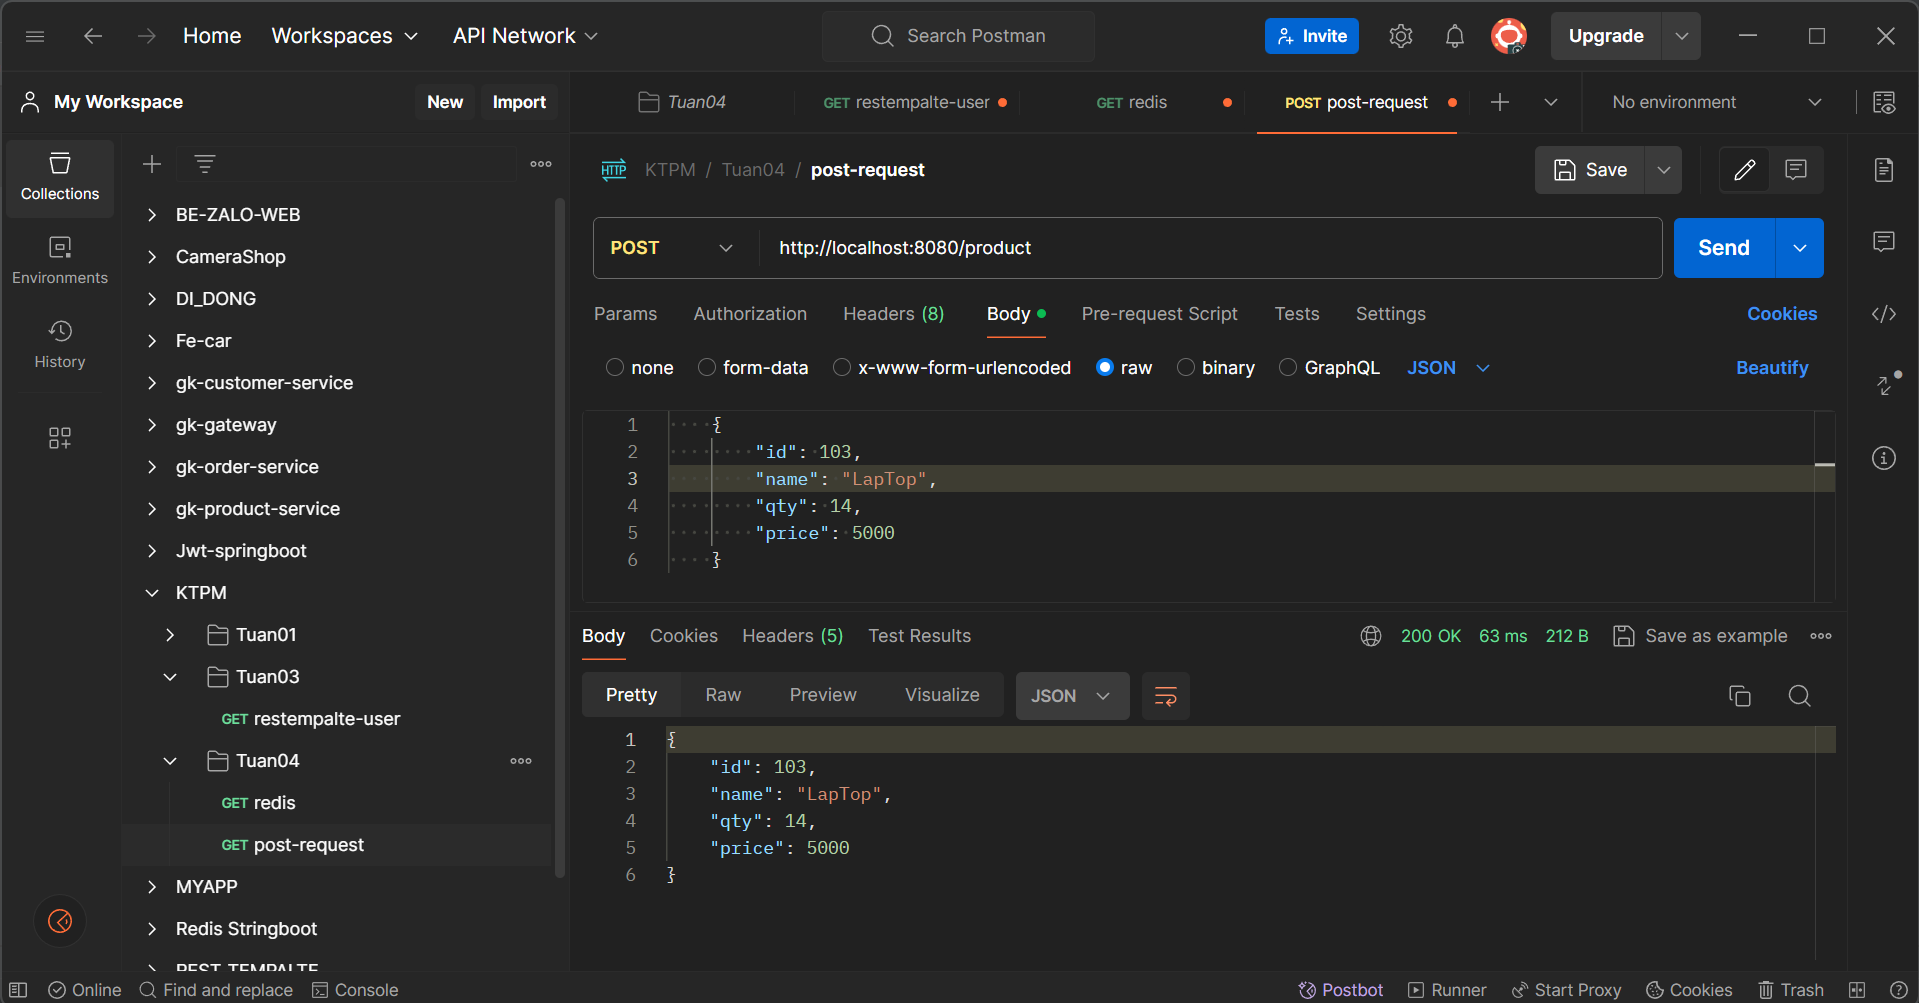 Home Workspaces API Network Search Postman Invite Upgrade
My Workspace New Import Tuan04 GET restempalte-user GET redis POST post-request No environment
Collections
Environments
History
BE-ZALO-WEB
CameraShop
DI_DONG
Fe-car
gk-customer-service
gk-gateway
gk-order-service
gk-product-service
Jwt-springboot
KTPM
Tuan01
Tuan03
GET restempalte-user
Tuan04
GET redis
GET post-request
MYAPP
Redis Stringboot
REST-TEMPALTE
HTTP KTPM / Tuan04 / post-request Save
POST http://localhost:8080/product Send
Params Authorization Headers (8) Body Pre-request Script Tests Settings Cookies
none form-data x-www-form-urlencoded raw binary GraphQL JSON Beautify
1 {
2 "id": 103,
3 "name": "LapTop",
4 "qty": 14,
5 "price": 5000
6 }
Body Cookies Headers (5) Test Results 200 OK 63 ms 212 B Save as example
Pretty Raw Preview Visualize JSON
1 {
2 "id": 103,
3 "name": "LapTop",
4 "qty": 14,
5 "price": 5000
6 }
Online Find and replace Console Postbot Runner Start Proxy Cookies Trash